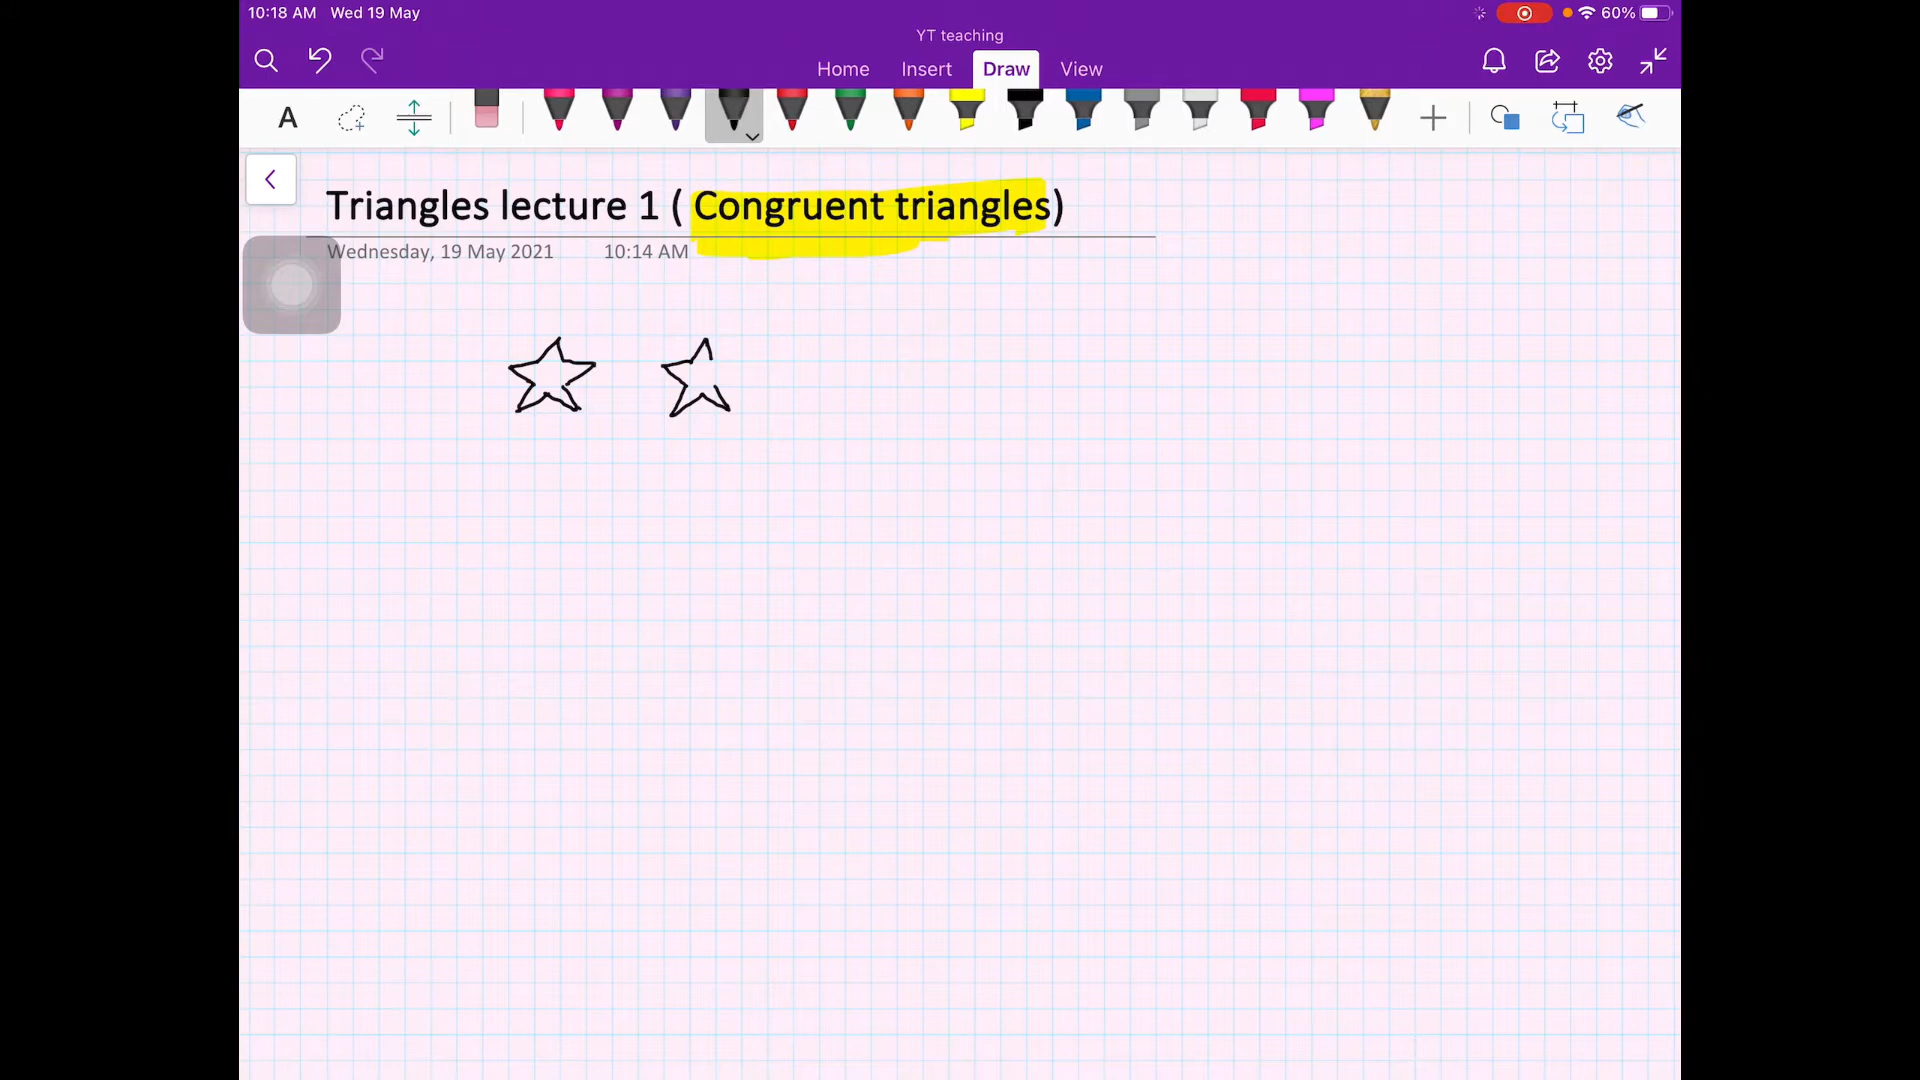 10:18 AM Wed 19 May
60%
YT teaching
Home Insert Draw View
A
Triangles lecture 1 ( Congruent triangles)
Wednesday, 19 May 2021 10:14 AM